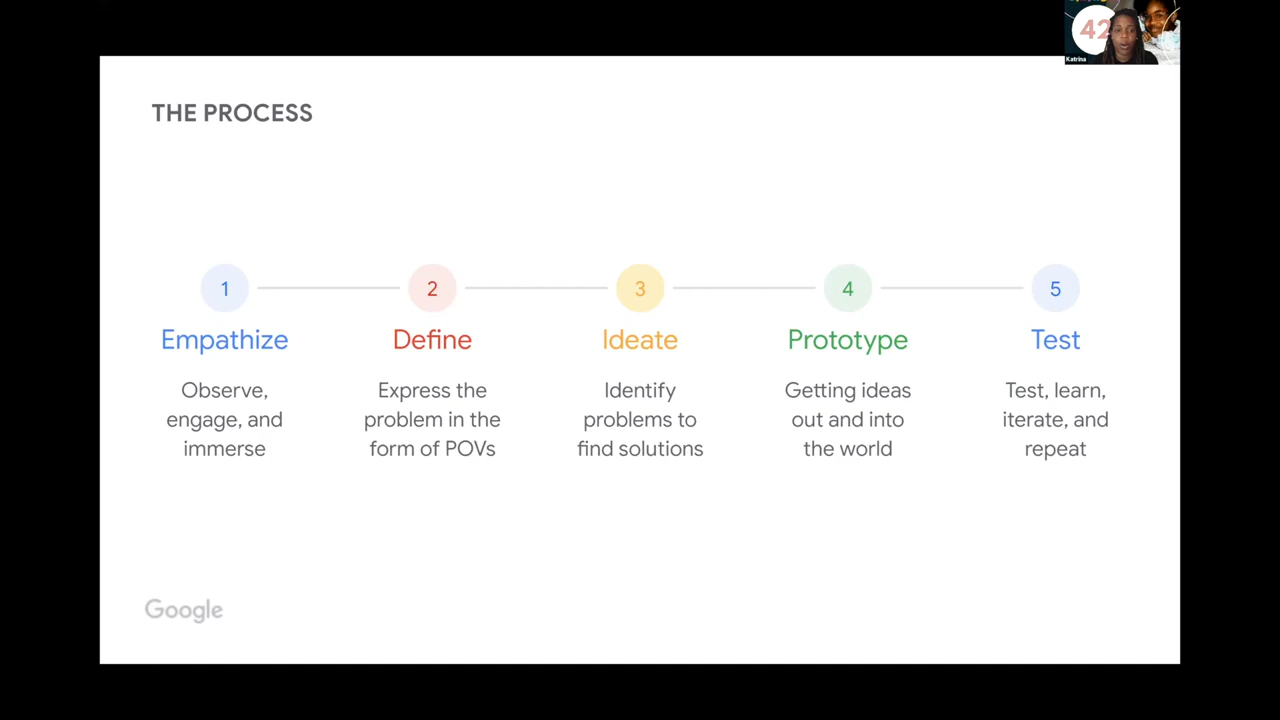 42
Katrina
THE PROCESS
1
2
3
4
5
Empathize
Define
Ideate
Prototype
Test
Observe,
engage, and
immerse
Express the
problem in the
form of POVs
Identify
problems to
find solutions
Getting ideas
out and into
the world
Test, learn,
iterate, and
repeat
Google